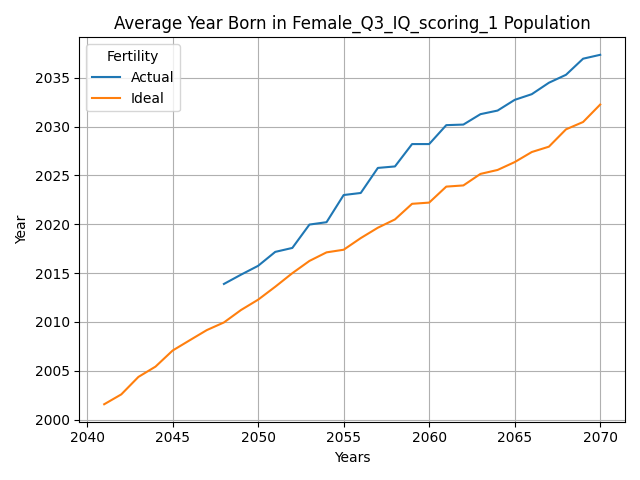 Average Year Born in Female_Q3_IQ_scoring_1 Population
Fertility
Actual
Ideal
Year
2035
2030
2025
2020
2015
2010
2005
2000
2040 2045 2050 2055 2060 2065 2070
Years